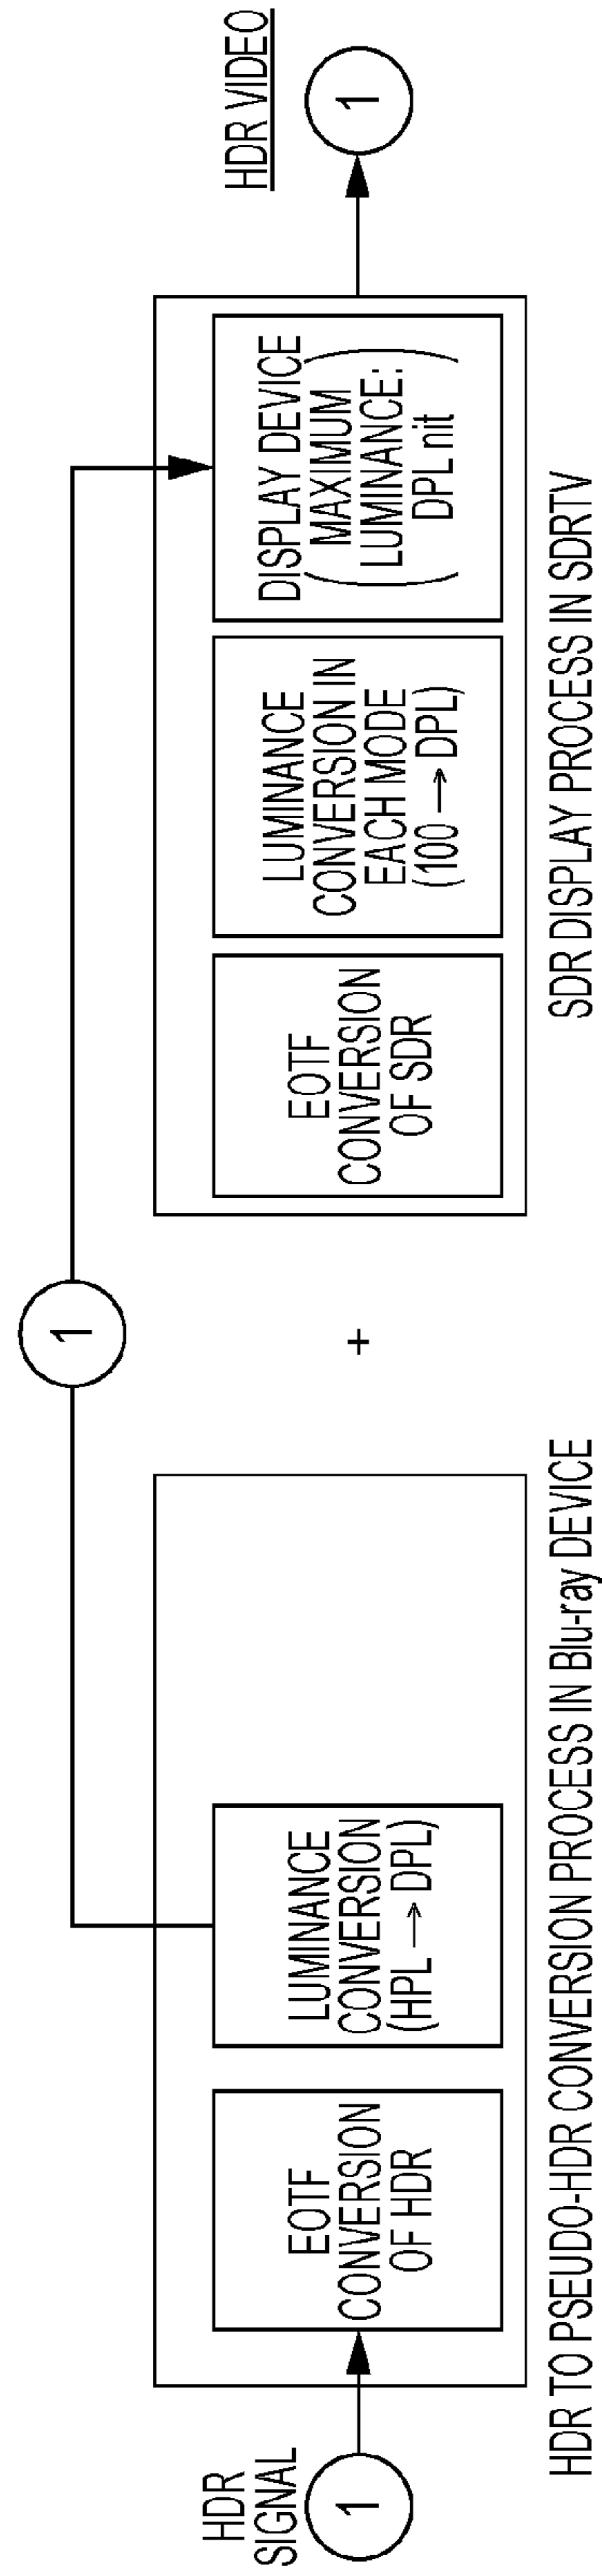 HDR
SIGNAL
1
EOTF
CONVERSION
OF HDR
LUMINANCE
CONVERSION
(HPL → DPL)
HDR TO PSEUDO-HDR CONVERSION PROCESS IN Blu-ray DEVICE
1
+
EOTF
CONVERSION
OF SDR
LUMINANCE
CONVERSION IN
EACH MODE
(100 → DPL)
DISPLAY DEVICE
(MAXIMUM
LUMINANCE:
DPL nit)
SDR DISPLAY PROCESS IN SDRTV
HDR VIDEO
1